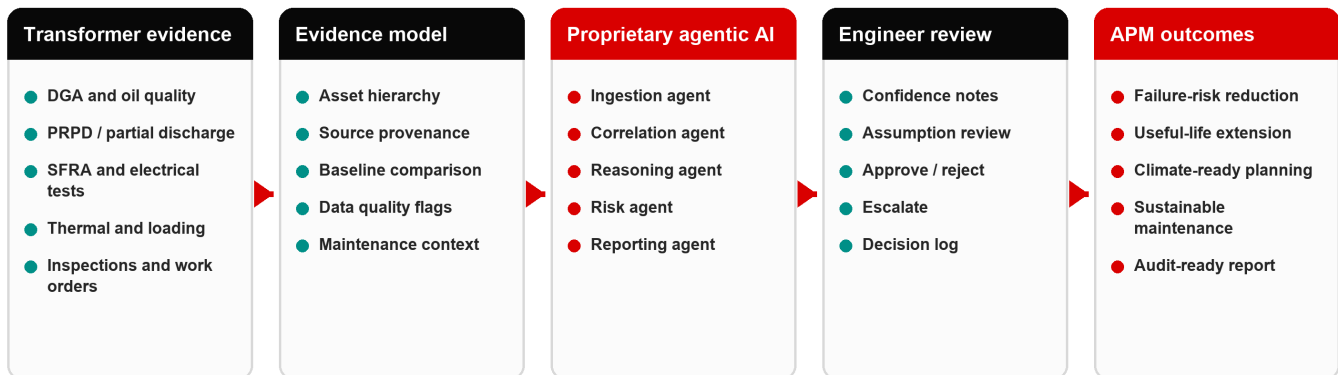 Transformer evidence
DGA and oil quality
PRPD / partial discharge
SFRA and electrical
tests
Thermal and loading
Inspections and work
orders
Evidence model
Asset hierarchy
Source provenance
Baseline comparison
Data quality flags
Maintenance context
Proprietary agentic AI
Ingestion agent
Correlation agent
Reasoning agent
Risk agent
Reporting agent
Engineer review
Confidence notes
Assumption review
Approve / reject
Escalate
Decision log
APM outcomes
Failure-risk reduction
Useful-life extension
Climate-ready planning
Sustainable
maintenance
Audit-ready report